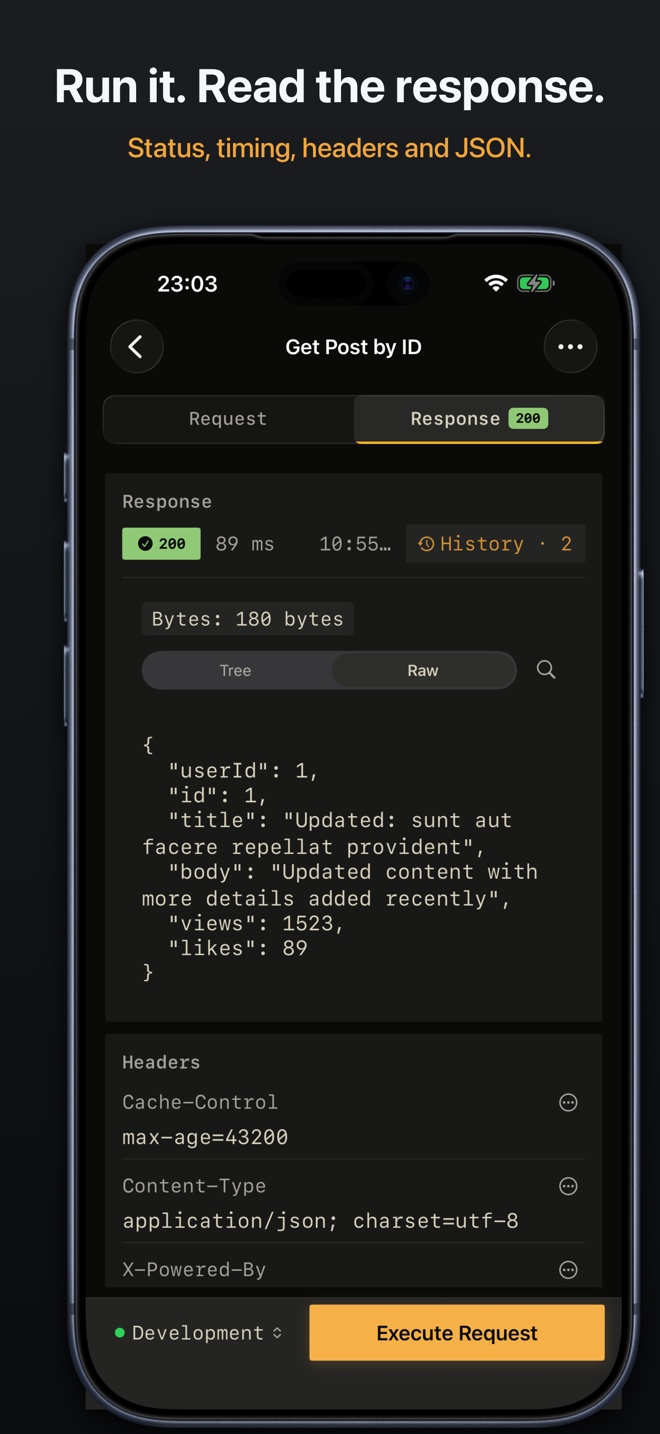 Run it. Read the response.
Status, timing, headers and JSON.
23:03
Get Post by ID
Request
Response 200
Response
200 89 ms 10:55… History · 2
Bytes: 180 bytes
Tree Raw
{
  "userId": 1,
  "id": 1,
  "title": "Updated: sunt aut
facere repellat provident",
  "body": "Updated content with
more details added recently",
  "views": 1523,
  "likes": 89
}
Headers
Cache-Control
max-age=43200
Content-Type
application/json; charset=utf-8
X-Powered-By
Development
Execute Request